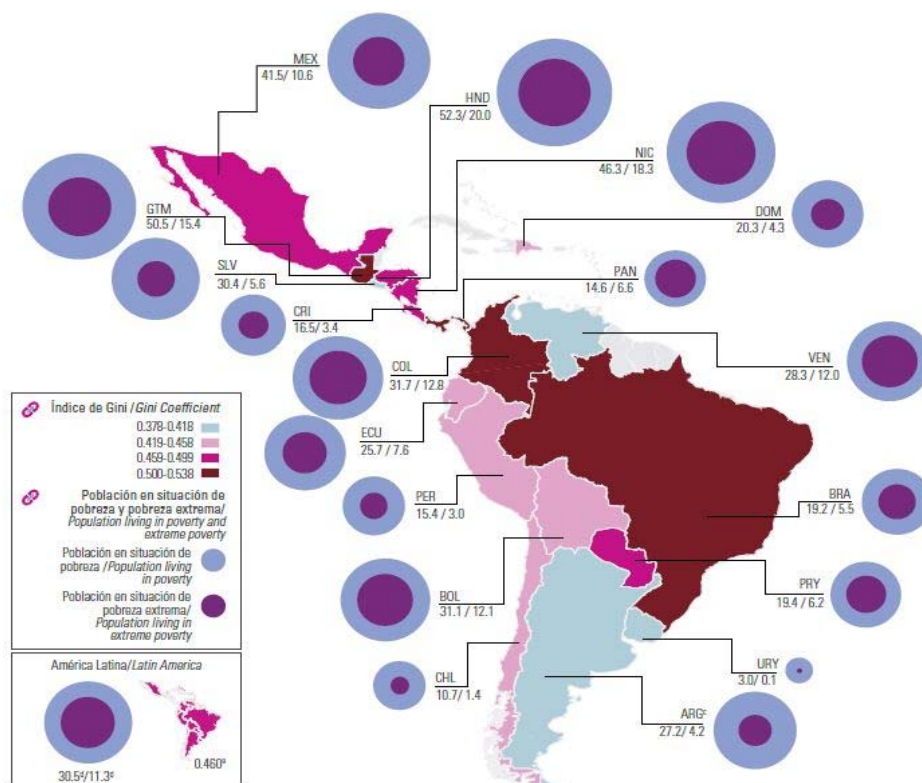 MEX
41.5/ 10.6
HND
52.3/ 20.0
NIC
46.3 / 18.3
GTM
50.5 / 15.4
DOM
20.3 / 4.3
SLV
30.4 / 5.6
PAN
14.6 / 6.6
CRI
16.5/ 3.4
COL
31.7 / 12.8
VEN
28.3 / 12.0
ECU
25.7 / 7.6
PER
15.4 / 3.0
BRA
19.2 / 5.5
BOL
31.1 / 12.1
PRY
19.4 / 6.2
CHL
10.7 / 1.4
URY
3.0/ 0.1
ARGᶜ
27.2/ 4.2
Índice de Gini /Gini Coefficient
0.378-0.418
0.419-0.458
0.459-0.499
0.500-0.538
Población en situación de
pobreza y pobreza extrema/
Population living in poverty and
extreme poverty
Población en situación de
pobreza /Population living
in poverty
Población en situación de
pobreza extrema/
Population living in
extreme poverty
América Latina/Latin America
0.460ᵃ
30.5ᵈ/11.3ᵈ